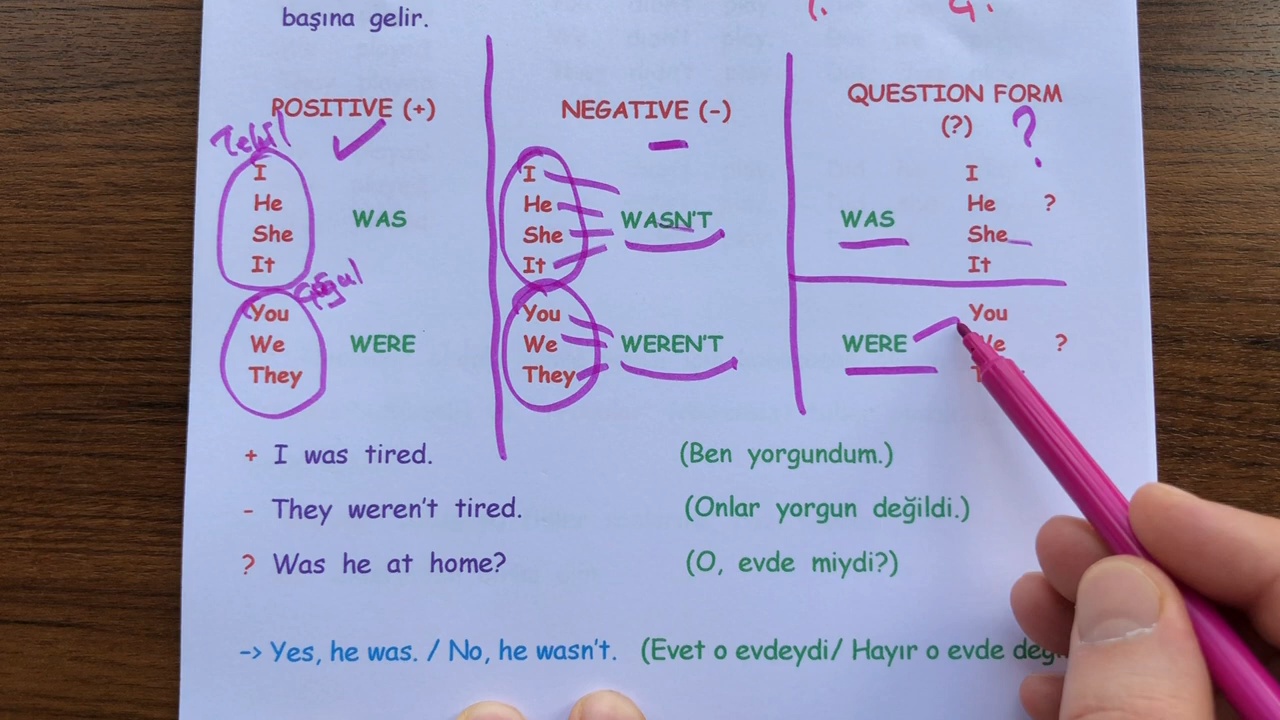 başına gelir.
POSITIVE (+)
Tekil
I
He
She
It
WAS
Çoğul
You
We
They
WERE
NEGATIVE (-)
I
He
She
It
WASN'T
You
We
They
WEREN'T
QUESTION FORM
(?)
?
WAS
I
He
She
It
?
WERE
You
We
?
+ I was tired. (Ben yorgundum.)
- They weren't tired. (Onlar yorgun değildi.)
? Was he at home? (O, evde miydi?)
-> Yes, he was. / No, he wasn't. (Evet o evdeydi/ Hayır o evde